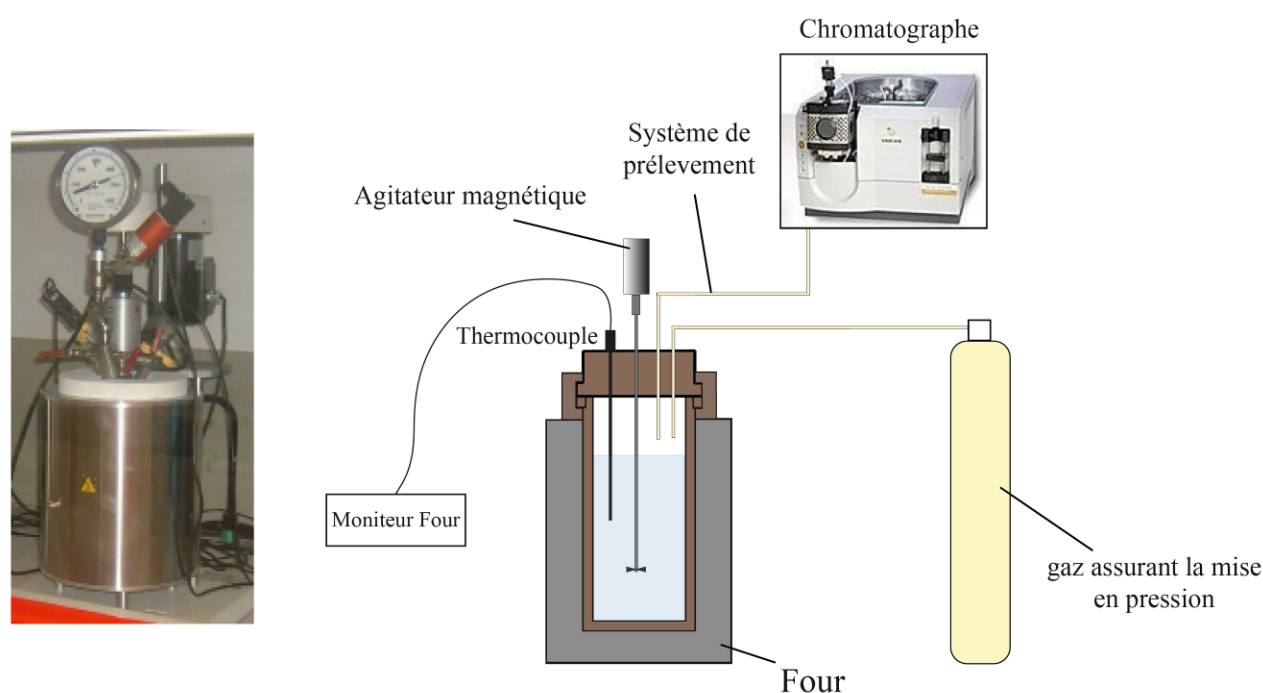 Chromatographe
Système de
prélevement
Agitateur magnétique
Thermocouple
Moniteur Four
gaz assurant la mise
en pression
Four